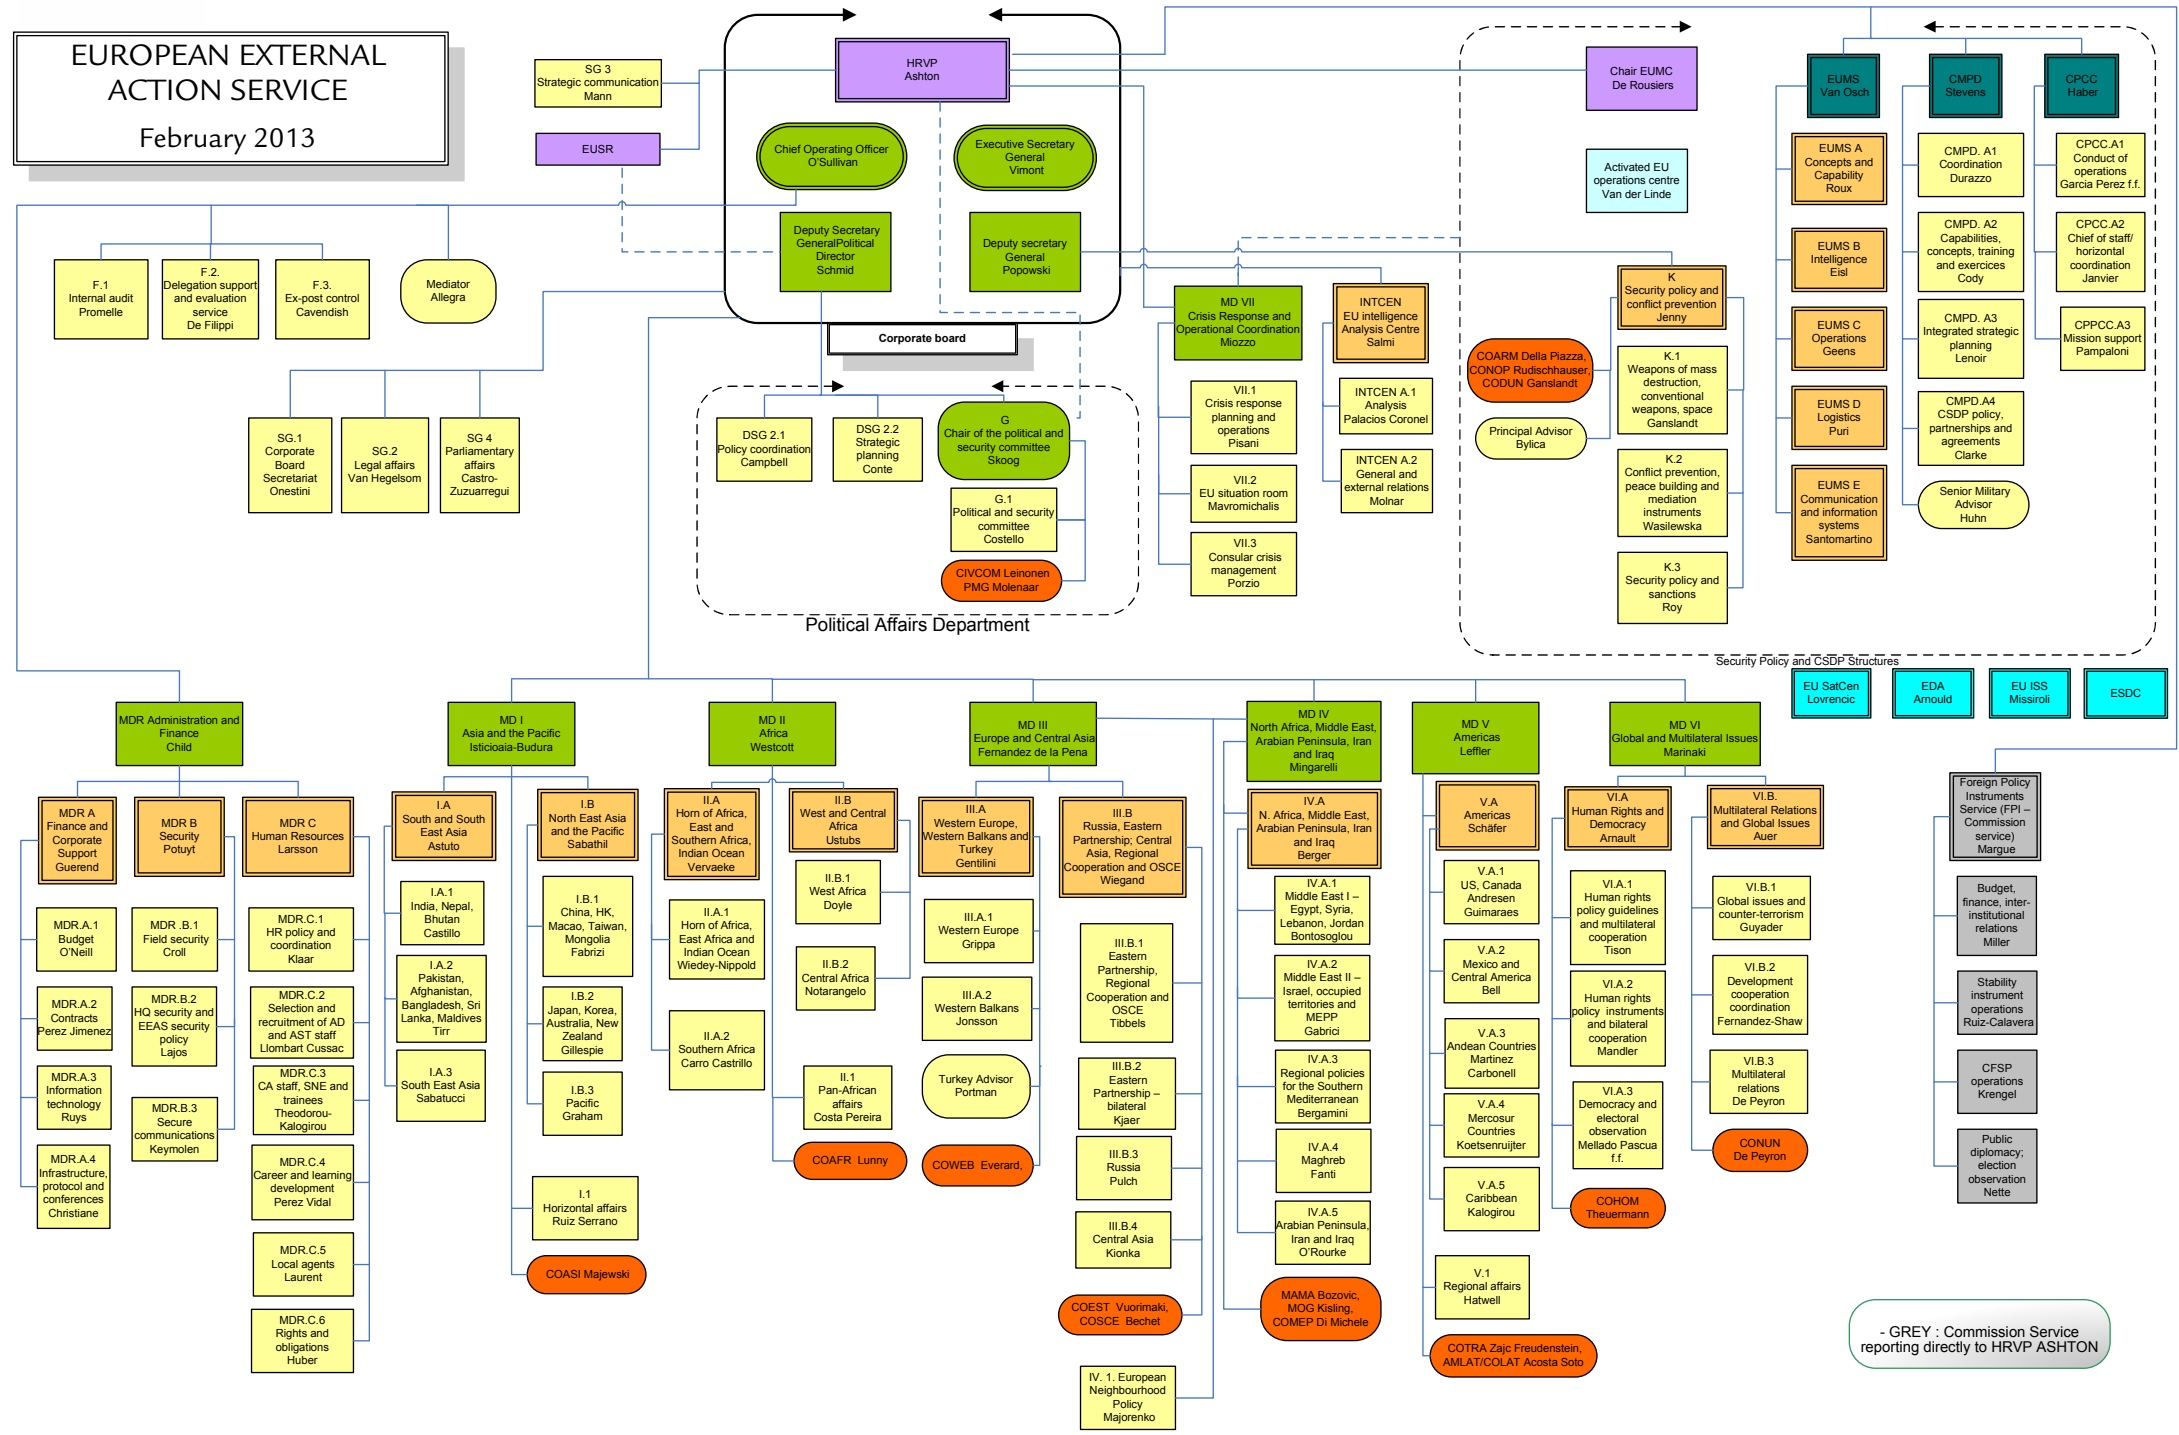 EUROPEAN EXTERNAL
ACTION SERVICE
February 2013
SG 3
Strategic communication
Mann
EUSR
HRVP
Ashton
Chief Operating Officer
O'Sullivan
Executive Secretary
General
Vimont
Deputy Secretary
GeneralPolitical
Director
Schmid
Deputy secretary
General
Popowski
Corporate board
Chair EUMC
De Rousiers
Activated EU
operations centre
Van der Linde
EUMS
Van Osch
CMPD
Stevens
CPCC
Haber
EUMS A
Concepts and
Capability
Roux
EUMS B
Intelligence
Eisl
EUMS C
Operations
Geens
EUMS D
Logistics
Puri
EUMS E
Communication
and information
systems
Santomartino
CMPD. A1
Coordination
Durazzo
CMPD. A2
Capabilities,
concepts, training
and exercices
Cody
CMPD. A3
Integrated strategic
planning
Lenoir
CMPD.A4
CSDP policy,
partnerships and
agreements
Clarke
Senior Military
Advisor
Huhn
CPCC.A1
Conduct of
operations
Garcia Perez f.f.
CPCC.A2
Chief of staff/
horizontal
coordination
Janvier
CPPCC.A3
Mission support
Pampaloni
F.1
Internal audit
Promelle
F.2.
Delegation support
and evaluation
service
De Filippi
F.3.
Ex-post control
Cavendish
Mediator
Allegra
SG.1
Corporate
Board
Secretariat
Onestini
SG.2
Legal affairs
Van Hegelsom
SG 4
Parliamentary
affairs
Castro-
Zuzuarregui
DSG 2.1
Policy coordination
Campbell
DSG 2.2
Strategic
planning
Conte
G
Chair of the political and
security committee
Skoog
G.1
Political and security
committee
Costello
CIVCOM Leinonen
PMG Molenaar
Political Affairs Department
MD VII
Crisis Response and
Operational Coordination
Miozzo
VII.1
Crisis response
planning and
operations
Pisani
VII.2
EU situation room
Mavromichalis
VII.3
Consular crisis
management
Porzio
INTCEN
EU intelligence
Analysis Centre
Salmi
INTCEN A.1
Analysis
Palacios Coronel
INTCEN A.2
General and
external relations
Molnar
K
Security policy and
conflict prevention
Jenny
COARM Della Piazza,
CONOP Rudischhauser,
CODUN Ganslandt
Principal Advisor
Bylica
K.1
Weapons of mass
destruction,
conventional
weapons, space
Ganslandt
K.2
Conflict prevention,
peace building and
mediation
instruments
Wasilewska
K.3
Security policy and
sanctions
Roy
Security Policy and CSDP Structures
EU SatCen
Lovrencic
EDA
Arnould
EU ISS
Missiroli
ESDC
MDR Administration and
Finance
Child
MDR A
Finance and
Corporate
Support
Guerend
MDR.A.1
Budget
O'Neill
MDR.A.2
Contracts
Perez Jimenez
MDR.A.3
Information
technology
Ruys
MDR.A.4
Infrastructure,
protocol and
conferences
Christiane
MDR B
Security
Potuyt
MDR .B.1
Field security
Croll
MDR.B.2
HQ security and
EEAS security
policy
Lajos
MDR.B.3
Secure
communications
Keymolen
MDR C
Human Resources
Larsson
MDR.C.1
HR policy and
coordination
Klaar
MDR.C.2
Selection and
recruitment of AD
and AST staff
Llombart Cussac
MDR.C.3
CA staff, SNE and
trainees
Theodorou-
Kalogirou
MDR.C.4
Career and learning
development
Perez Vidal
MDR.C.5
Local agents
Laurent
MDR.C.6
Rights and
obligations
Huber
MD I
Asia and the Pacific
Isticioaia-Budura
I.A
South and South
East Asia
Astuto
I.A.1
India, Nepal,
Bhutan
Castillo
I.A.2
Pakistan,
Afghanistan,
Bangladesh, Sri
Lanka, Maldives
Tirr
I.A.3
South East Asia
Sabatucci
I.B
North East Asia
and the Pacific
Sabathil
I.B.1
China, HK,
Macao, Taiwan,
Mongolia
Fabrizi
I.B.2
Japan, Korea,
Australia, New
Zealand
Gillespie
I.B.3
Pacific
Graham
I.1
Horizontal affairs
Ruiz Serrano
COASI Majewski
MD II
Africa
Westcott
II.A
Horn of Africa,
East and
Southern Africa,
Indian Ocean
Vervaeke
II.A.1
Horn of Africa,
East Africa and
Indian Ocean
Wiedey-Nippold
II.A.2
Southern Africa
Carro Castrillo
II.B
West and Central
Africa
Ustubs
II.B.1
West Africa
Doyle
II.B.2
Central Africa
Notarangelo
II.1
Pan-African
affairs
Costa Pereira
COAFR Lunny
MD III
Europe and Central Asia
Fernandez de la Pena
III.A
Western Europe,
Western Balkans and
Turkey
Gentilini
III.A.1
Western Europe
Grippa
III.A.2
Western Balkans
Jonsson
Turkey Advisor
Portman
COWEB Everard,
III.B
Russia, Eastern
Partnership; Central
Asia, Regional
Cooperation and OSCE
Wiegand
III.B.1
Eastern
Partnership,
Regional
Cooperation and
OSCE
Tibbels
III.B.2
Eastern
Partnership –
bilateral
Kjaer
III.B.3
Russia
Pulch
III.B.4
Central Asia
Kionka
COEST Vuorimaki,
COSCE Bechet
IV. 1. European
Neighbourhood
Policy
Majorenko
MD IV
North Africa, Middle East,
Arabian Peninsula, Iran
and Iraq
Mingarelli
IV.A
N. Africa, Middle East,
Arabian Peninsula, Iran
and Iraq
Berger
IV.A.1
Middle East I –
Egypt, Syria,
Lebanon, Jordan
Bontosoglou
IV.A.2
Middle East II –
Israel, occupied
territories and
MEPP
Gabrici
IV.A.3
Regional policies
for the Southern
Mediterranean
Bergamini
IV.A.4
Maghreb
Fanti
IV.A.5
Arabian Peninsula,
Iran and Iraq
O'Rourke
MAMA Bozovic,
MOG Kisling,
COMEP Di Michele
MD V
Americas
Leffler
V.A
Americas
Schäfer
V.A.1
US, Canada
Andresen
Guimaraes
V.A.2
Mexico and
Central America
Bell
V.A.3
Andean Countries
Martinez
Carbonell
V.A.4
Mercosur
Countries
Koetsenruijter
V.A.5
Caribbean
Kalogirou
V.1
Regional affairs
Hatwell
COTRA Zajc Freudenstein,
AMLAT/COLAT Acosta Soto
MD VI
Global and Multilateral Issues
Marinaki
VI.A
Human Rights and
Democracy
Arnault
VI.A.1
Human rights
policy guidelines
and multilateral
cooperation
Tison
VI.A.2
Human rights
policy instruments
and bilateral
cooperation
Mandler
VI.A.3
Democracy and
electoral
observation
Mellado Pascua
f.f.
COHOM
Theuermann
VI.B.
Multilateral Relations
and Global Issues
Auer
VI.B.1
Global issues and
counter-terrorism
Guyader
VI.B.2
Development
cooperation
coordination
Fernandez-Shaw
VI.B.3
Multilateral
relations
De Peyron
CONUN
De Peyron
Foreign Policy
Instruments
Service (FPI –
Commission
service)
Margue
Budget,
finance, inter-
institutional
relations
Miller
Stability
instrument
operations
Ruiz-Calavera
CFSP
operations
Krengel
Public
diplomacy;
election
observation
Nette
- GREY : Commission Service
reporting directly to HRVP ASHTON